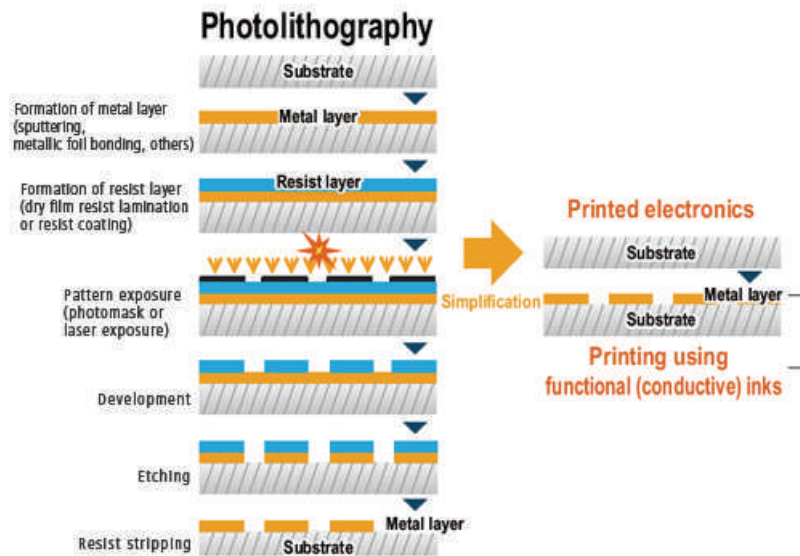 Photolithography
Substrate
Formation of metal layer
(sputtering,
metallic foil bonding, others)
Metal layer
Formation of resist layer
(dry film resist lamination
or resist coating)
Resist layer
Pattern exposure
(photomask or
laser exposure)
Development
Etching
Resist stripping
Metal layer
Substrate
Simplification
Printed electronics
Substrate
Metal layer
Substrate
Printing using
functional (conductive) inks